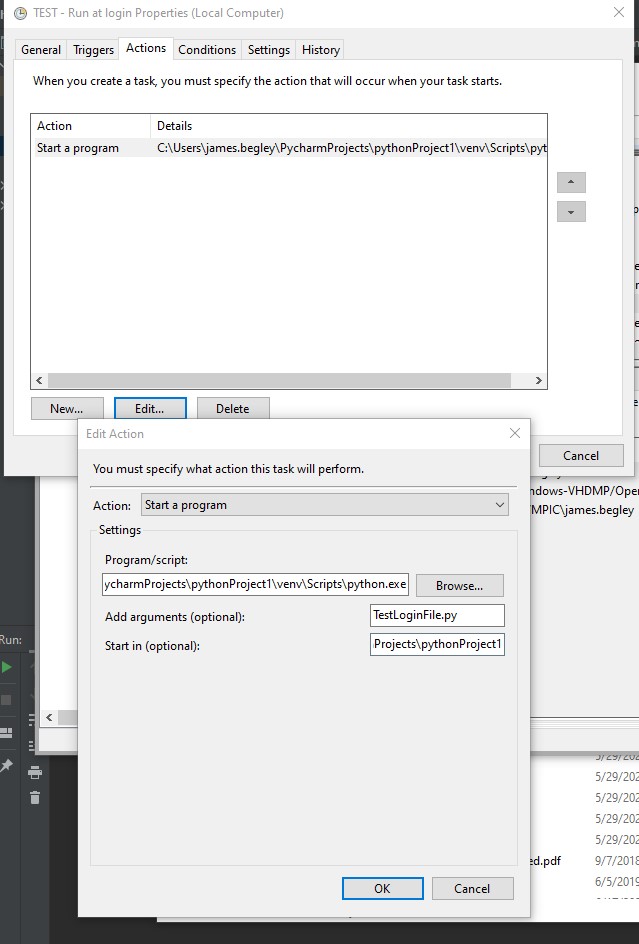 TEST - Run at login Properties (Local Computer)
General Triggers Actions Conditions Settings History
When you create a task, you must specify the action that will occur when your task starts.
Action Details
Start a program C:\Users\james.begley\PycharmProjects\pythonProject1\venv\Scripts\pyt
New... Edit... Delete
Cancel
Edit Action
You must specify what action this task will perform.
Action: Start a program
Settings
Program/script:
ycharmProjects\pythonProject1\venv\Scripts\python.exe Browse...
Add arguments (optional): TestLoginFile.py
Start in (optional): Projects\pythonProject1
OK Cancel
ndows-VHDMP/Oper
MPIC\james.begley
Run:
5/29/202
5/29/202
5/29/202
5/29/202
5/29/202
ed.pdf 9/7/2018
6/5/2019